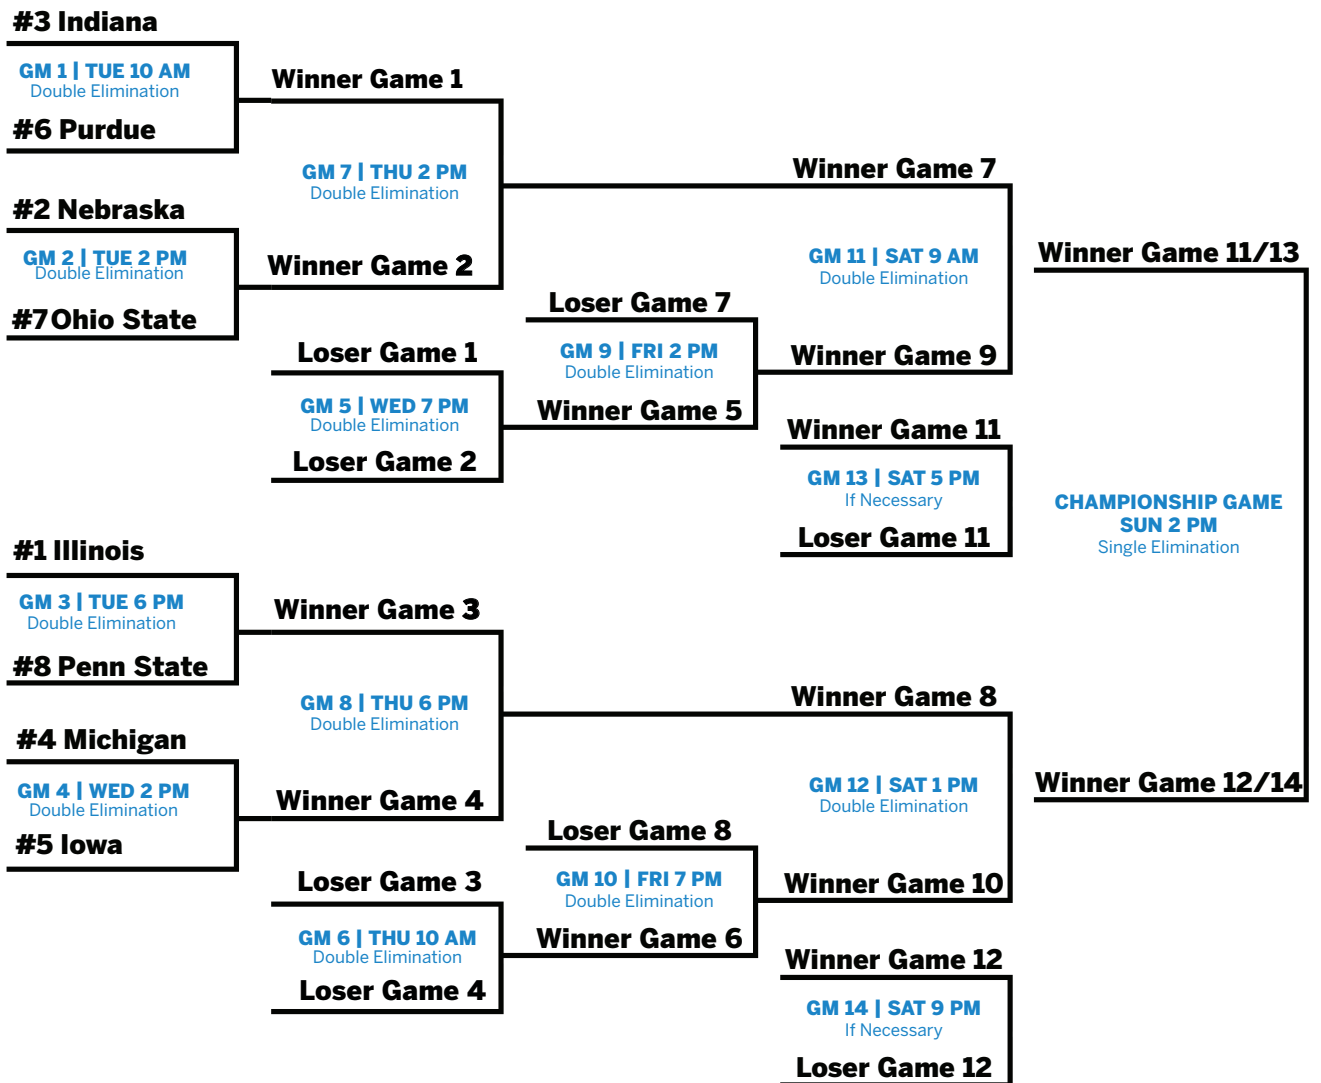 #3 Indiana
GM 1 | TUE 10 AM
Double Elimination
#6 Purdue
Winner Game 1
GM 7 | THU 2 PM
Double Elimination
#2 Nebraska
GM 2 | TUE 2 PM
Double Elimination
#7 Ohio State
Winner Game 2
Loser Game 1
GM 5 | WED 7 PM
Double Elimination
Loser Game 2
Loser Game 7
GM 9 | FRI 2 PM
Double Elimination
Winner Game 5
Winner Game 7
GM 11 | SAT 9 AM
Double Elimination
Winner Game 9
Winner Game 11
GM 13 | SAT 5 PM
If Necessary
Loser Game 11
Winner Game 11/13
CHAMPIONSHIP GAME
SUN 2 PM
Single Elimination
Winner Game 12/14
#1 Illinois
GM 3 | TUE 6 PM
Double Elimination
#8 Penn State
Winner Game 3
GM 8 | THU 6 PM
Double Elimination
#4 Michigan
GM 4 | WED 2 PM
Double Elimination
#5 Iowa
Winner Game 4
Loser Game 3
GM 6 | THU 10 AM
Double Elimination
Loser Game 4
Loser Game 8
GM 10 | FRI 7 PM
Double Elimination
Winner Game 6
Winner Game 8
GM 12 | SAT 1 PM
Double Elimination
Winner Game 10
Winner Game 12
GM 14 | SAT 9 PM
If Necessary
Loser Game 12